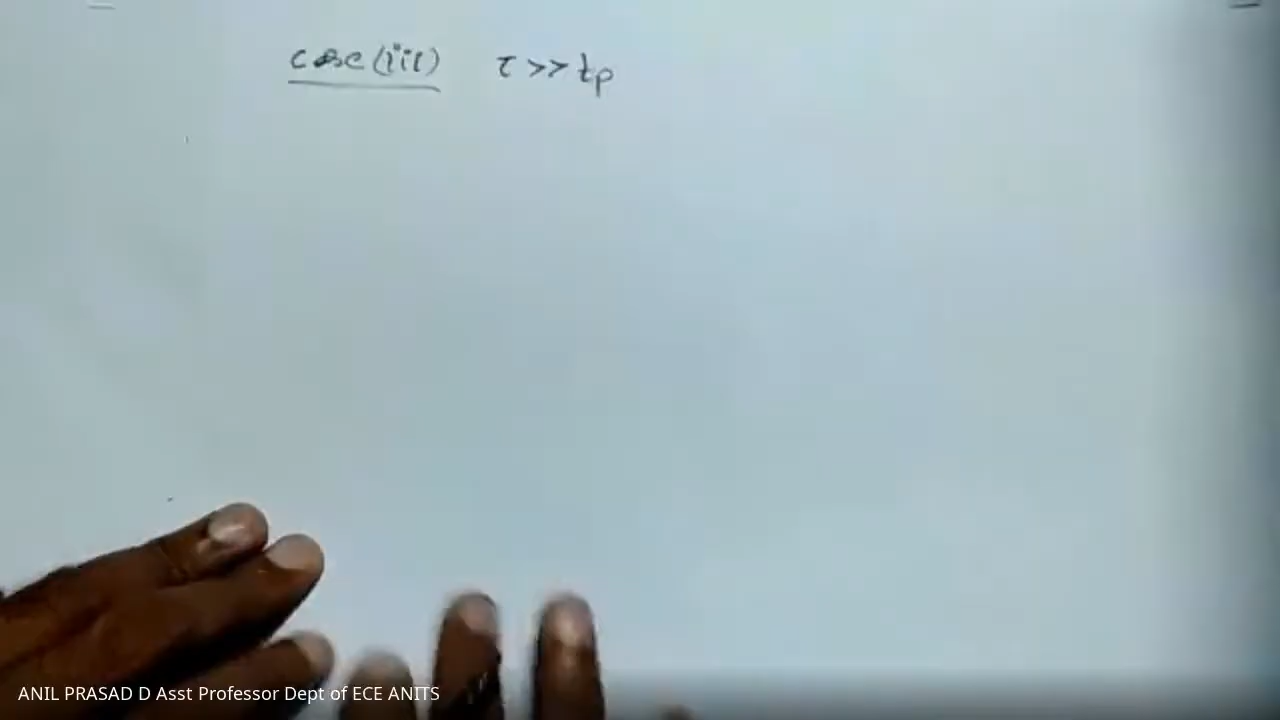 case (iii) τ >> tp
ANIL PRASAD D Asst Professor Dept of ECE ANITS